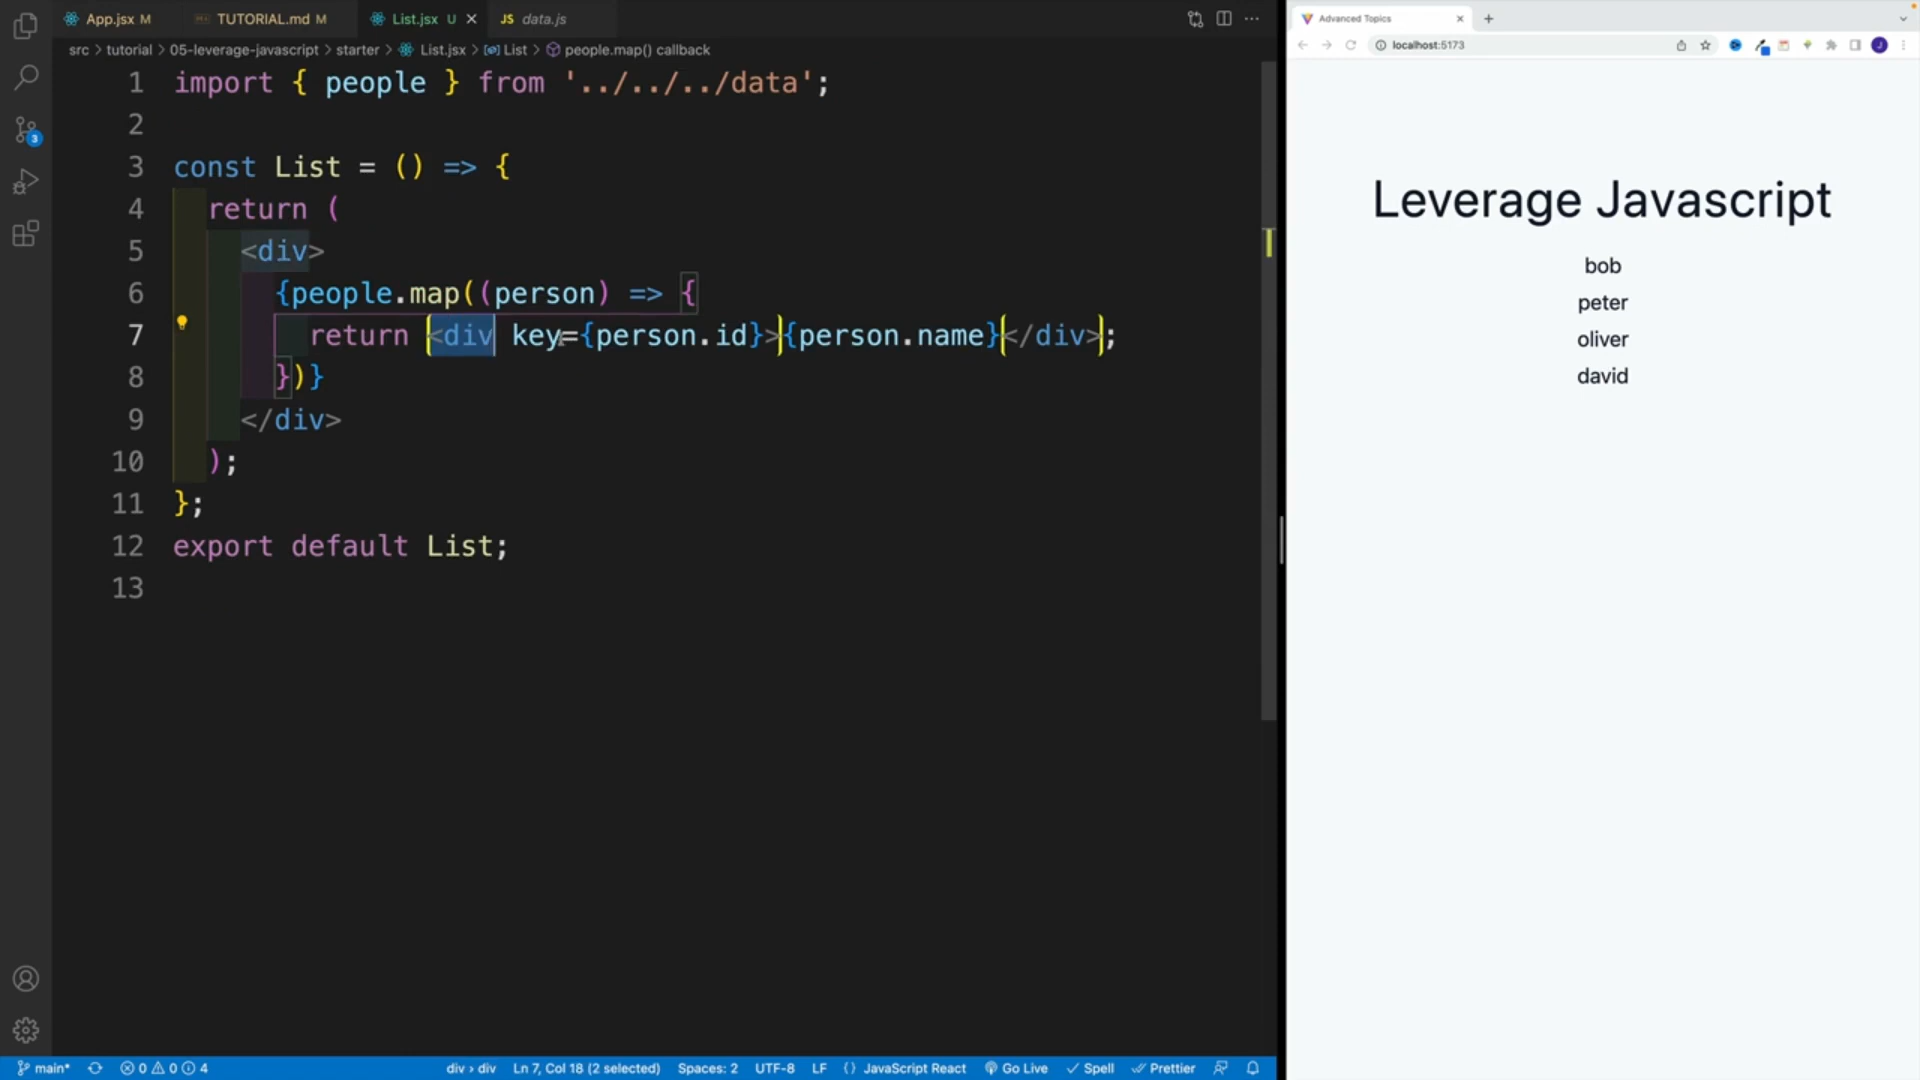 App.jsx M TUTORIAL.md M List.jsx U data.js
src > tutorial > 05-leverage-javascript > starter > List.jsx > List > people.map() callback
1 import { people } from '../../../data';
2
3 const List = () => {
4 return (
5 <div>
6 {people.map((person) => {
7 return <div key={person.id}>{person.name}</div>;
8 })}
9 </div>
10 );
11 };
12 export default List;
13
3
main* 0 0 4 div > div Ln 7, Col 18 (2 selected) Spaces: 2 UTF-8 LF {} JavaScript React Go Live Spell Prettier
Advanced Topics
localhost:5173
J
Leverage Javascript
bob
peter
oliver
david